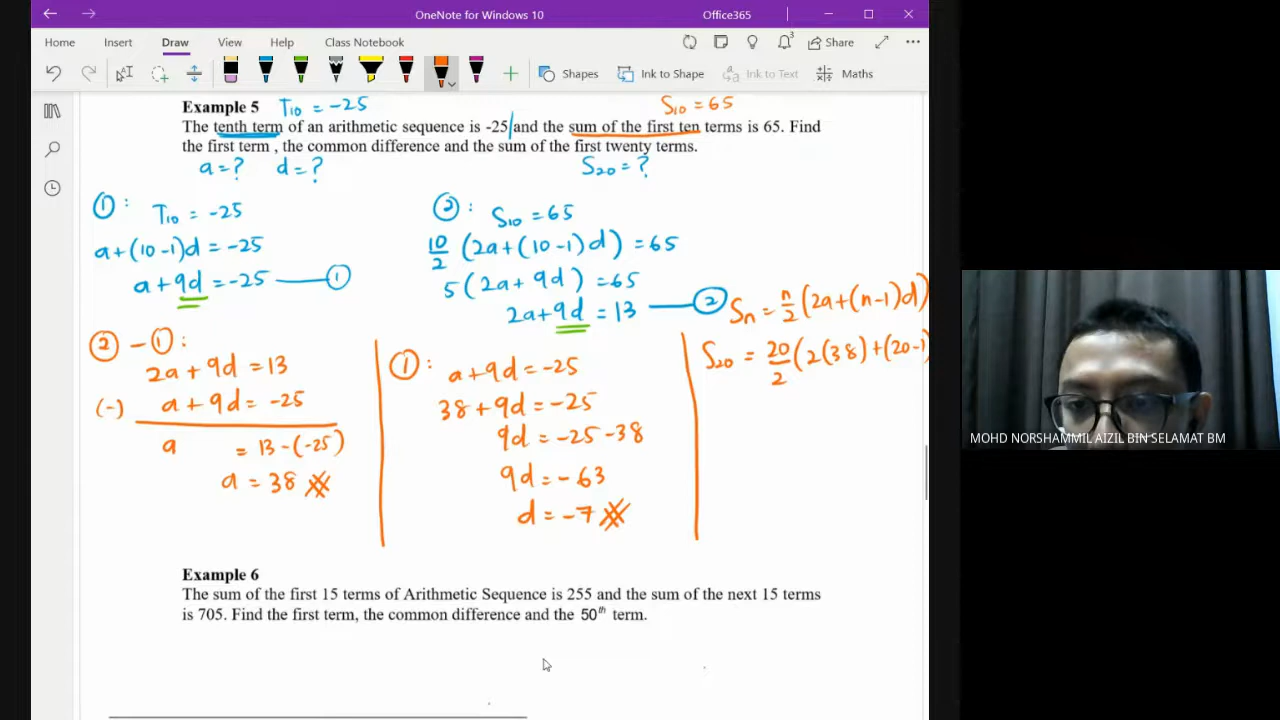 OneNote for Windows 10
Office365
Home Insert Draw View Help Class Notebook
3
Share
Shapes
Ink to Shape
Ink to Text
Maths
Example 5 T10 = -25
S10 = 65
The tenth term of an arithmetic sequence is -25 and the sum of the first ten terms is 65. Find
the first term , the common difference and the sum of the first twenty terms.
a = ? d = ?
S20 = ?
① :
T10 = -25
a + (10-1)d = -25
a + 9d = -25 —— ①
② :
S10 = 65
10/2 (2a + (10-1)d) = 65
5(2a + 9d) = 65
2a + 9d = 13 —— ②
② - ① :
2a + 9d = 13
(-) a + 9d = -25
a = 13 - (-25)
a = 38
① : a + 9d = -25
38 + 9d = -25
9d = -25 - 38
9d = -63
d = -7
Sn = n/2 (2a + (n-1)d)
S20 = 20/2 (2(38) + (20-1)
MOHD NORSHAMMIL AIZIL BIN SELAMAT BM
Example 6
The sum of the first 15 terms of Arithmetic Sequence is 255 and the sum of the next 15 terms
is 705. Find the first term, the common difference and the 50th term.